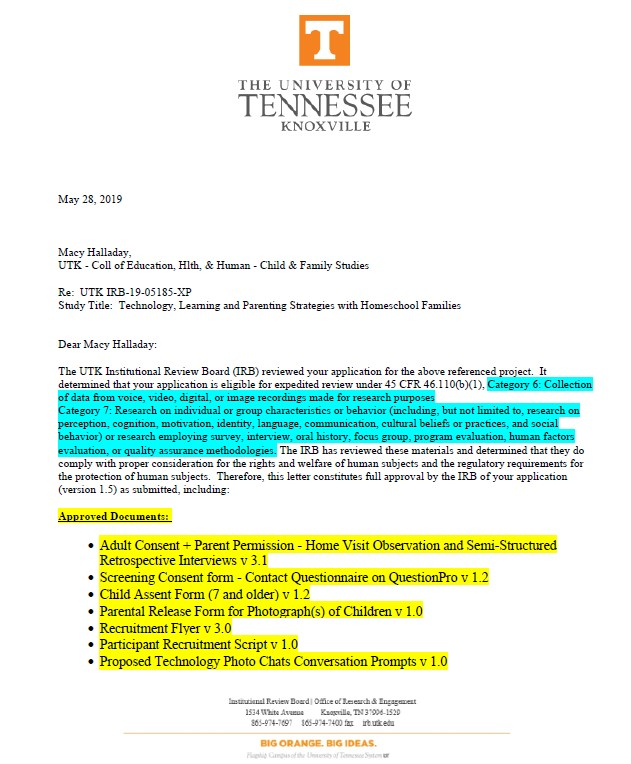 T
THE UNIVERSITY OF
TENNESSEE
KNOXVILLE
May 28, 2019
Macy Halladay,
UTK - Coll of Education, Hlth, & Human - Child & Family Studies
Re: UTK IRB-19-05185-XP
Study Title: Technology, Learning and Parenting Strategies with Homeschool Families
Dear Macy Halladay:
The UTK Institutional Review Board (IRB) reviewed your application for the above referenced project. It
determined that your application is eligible for expedited review under 45 CFR 46.110(b)(1), Category 6: Collection
of data from voice, video, digital, or image recordings made for research purposes
Category 7: Research on individual or group characteristics or behavior (including, but not limited to, research on
perception, cognition, motivation, identity, language, communication, cultural beliefs or practices, and social
behavior) or research employing survey, interview, oral history, focus group, program evaluation, human factors
evaluation, or quality assurance methodologies. The IRB has reviewed these materials and determined that they do
comply with proper consideration for the rights and welfare of human subjects and the regulatory requirements for
the protection of human subjects. Therefore, this letter constitutes full approval by the IRB of your application
(version 1.5) as submitted, including:
Approved Documents:
• Adult Consent + Parent Permission - Home Visit Observation and Semi-Structured
Retrospective Interviews v 3.1
• Screening Consent form - Contact Questionnaire on QuestionPro v 1.2
• Child Assent Form (7 and older) v 1.2
• Parental Release Form for Photograph(s) of Children v 1.0
• Recruitment Flyer v 3.0
• Participant Recruitment Script v 1.0
• Proposed Technology Photo Chats Conversation Prompts v 1.0
Institutional Review Board | Office of Research & Engagement
1534 White Avenue Knoxville, TN 37996-1529
865-974-7697 865-974-7400 fax irb.utk.edu
BIG ORANGE. BIG IDEAS.
Flagship Campus of the University of Tennessee System